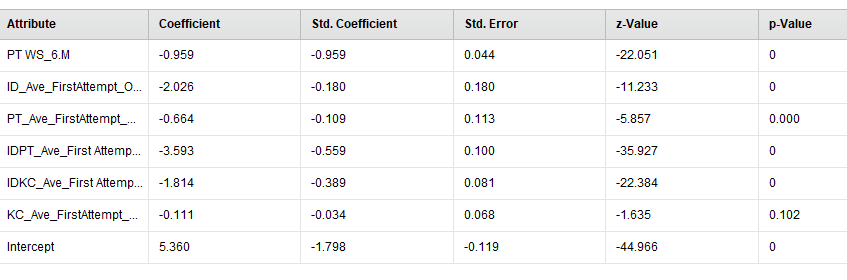 Attribute Coefficient Std. Coefficient Std. Error z-Value p-Value
PT WS_6.M -0.959 -0.959 0.044 -22.051 0
ID_Ave_FirstAttempt_O... -2.026 -0.180 0.180 -11.233 0
PT_Ave_FirstAttempt_... -0.664 -0.109 0.113 -5.857 0.000
IDPT_Ave_First Attemp... -3.593 -0.559 0.100 -35.927 0
IDKC_Ave_First Attemp... -1.814 -0.389 0.081 -22.384 0
KC_Ave_FirstAttempt_... -0.111 -0.034 0.068 -1.635 0.102
Intercept 5.360 -1.798 -0.119 -44.966 0